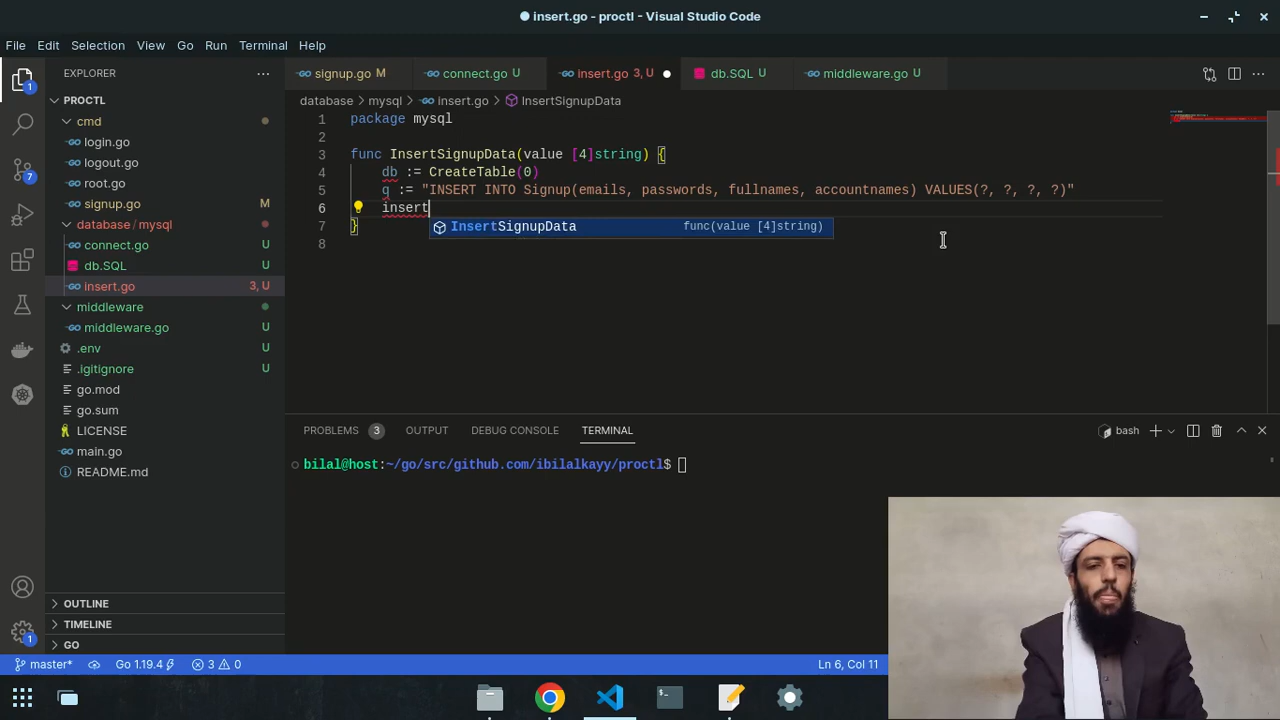 insert.go - proctl - Visual Studio Code
File Edit Selection View Go Run Terminal Help
EXPLORER
PROCTL
cmd
login.go
logout.go
root.go
signup.go M
database / mysql
connect.go U
db.SQL U
insert.go 3, U
middleware
middleware.go U
.env U
.igitignore U
go.mod
go.sum
LICENSE
main.go
README.md
OUTLINE
TIMELINE
GO
1
7
1
signup.go M connect.go U insert.go 3, U db.SQL U middleware.go U
database > mysql > insert.go > InsertSignupData
1 package mysql
2
3 func InsertSignupData(value [4]string) {
4 db := CreateTable(0)
5 q := "INSERT INTO Signup(emails, passwords, fullnames, accountnames) VALUES(?, ?, ?, ?)"
6 insert
InsertSignupData func(value [4]string)
7 }
8
PROBLEMS 3 OUTPUT DEBUG CONSOLE TERMINAL
bash
bilal@host:~/go/src/github.com/ibilalkayy/proctl$
master* Go 1.19.4 3 0 Ln 6, Col 11